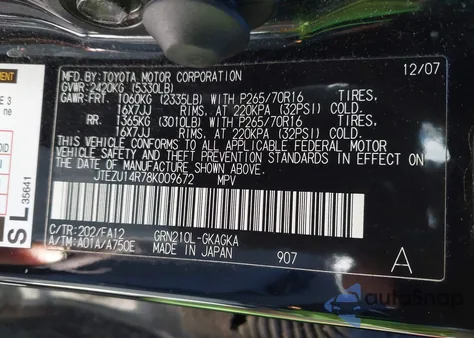 MFD.BY:TOYOTA MOTOR CORPORATION 12/07
GVWR:2420KG (5330LB)
GAWR:FRT. 1060KG (2335LB) WITH P265/70R16 TIRES,
16X7JJ RIMS, AT 220KPA (32PSI) COLD.
RR. 1365KG (3010LB) WITH P265/70R16 TIRES,
16X7JJ RIMS, AT 220KPA (32PSI) COLD.
THIS VEHICLE CONFORMS TO ALL APPLICABLE FEDERAL MOTOR
VEHICLE SAFETY AND THEFT PREVENTION STANDARDS IN EFFECT ON
THE DATE OF MANUFACTURE SHOWN ABOVE.
JTEZU14R78K009672 MPV
C/TR:202/FA12 GRN210L-GKAGKA
A/TM:A01A/A750E MADE IN JAPAN 907 A
SL
35641
autoSnap